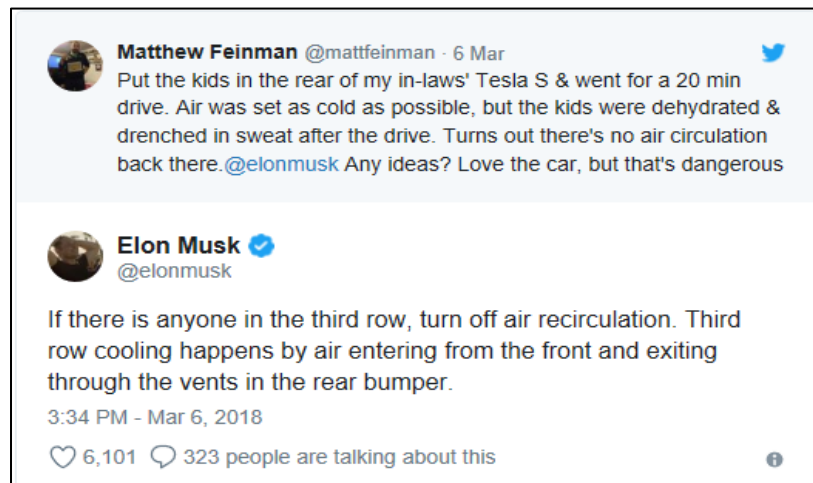 Matthew Feinman @mattfeinman · 6 Mar
Put the kids in the rear of my in-laws' Tesla S & went for a 20 min
drive. Air was set as cold as possible, but the kids were dehydrated &
drenched in sweat after the drive. Turns out there's no air circulation
back there.@elonmusk Any ideas? Love the car, but that's dangerous
Elon Musk
@elonmusk
If there is anyone in the third row, turn off air recirculation. Third
row cooling happens by air entering from the front and exiting
through the vents in the rear bumper.
3:34 PM - Mar 6, 2018
6,101 323 people are talking about this